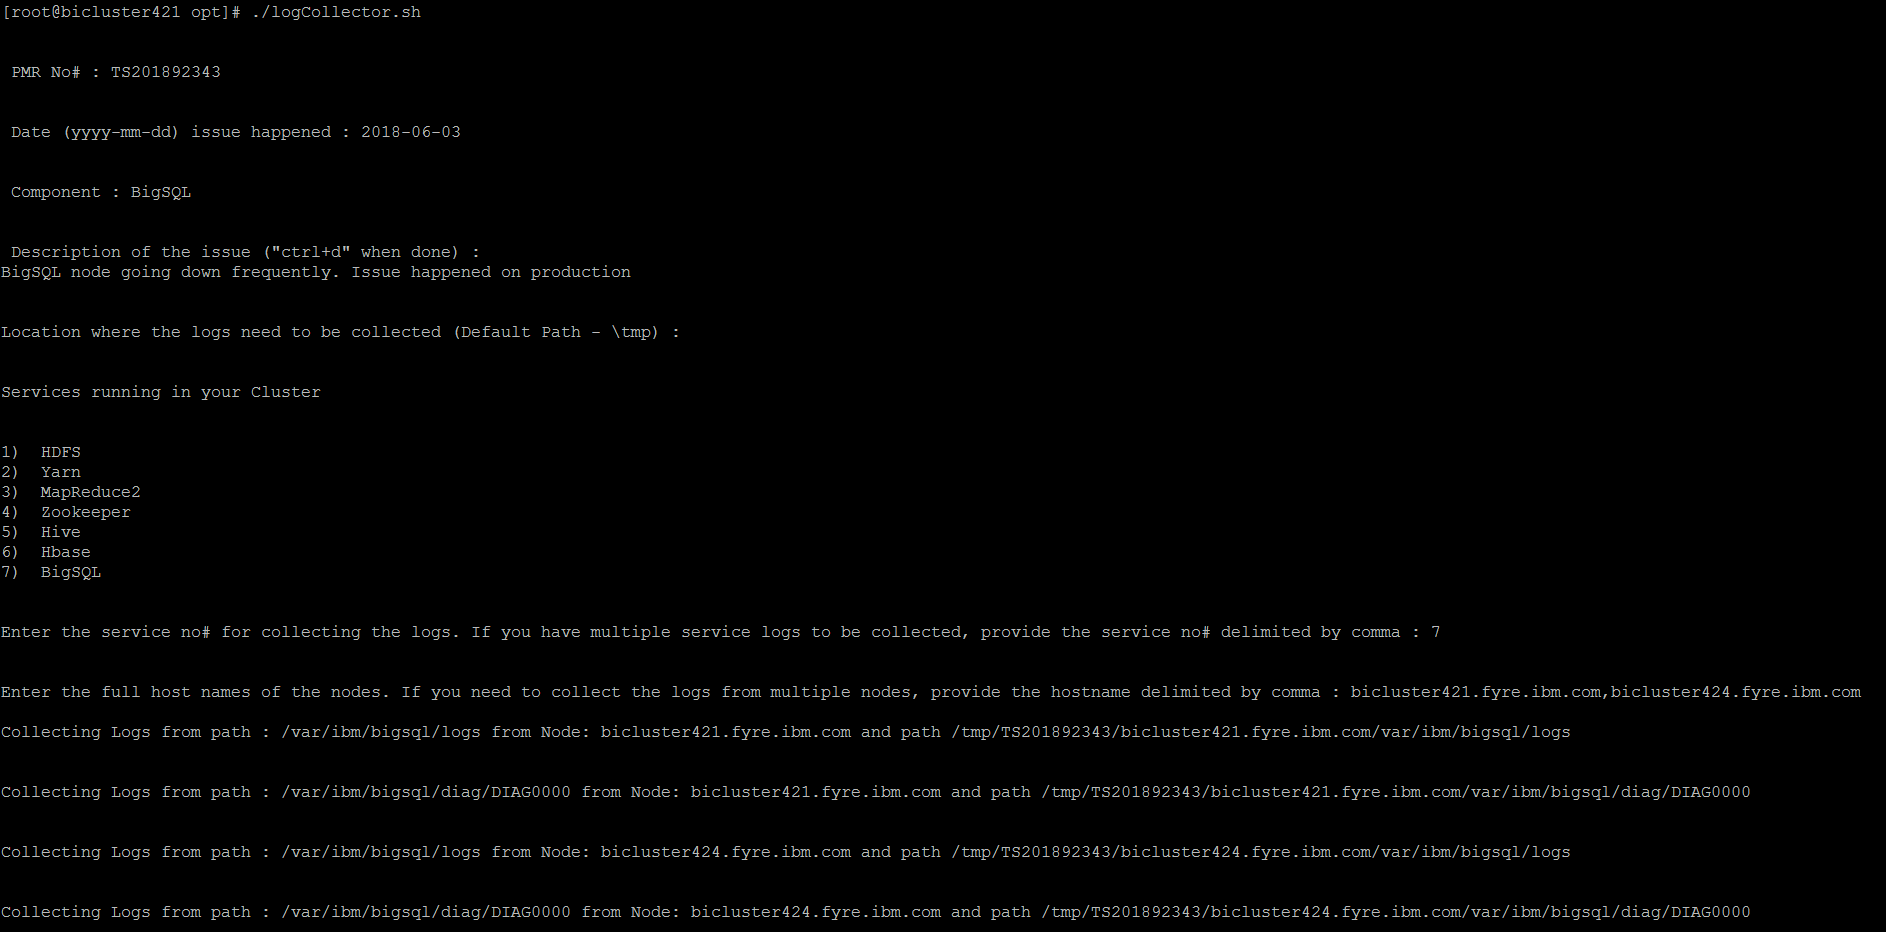 [root@bicluster421 opt]# ./logCollector.sh
PMR No# : TS201892343
Date (yyyy-mm-dd) issue happened : 2018-06-03
Component : BigSQL
Description of the issue ("ctrl+d" when done) :
BigSQL node going down frequently. Issue happened on production
Location where the logs need to be collected (Default Path - \tmp) :
Services running in your Cluster
1)  HDFS
2)  Yarn
3)  MapReduce2
4)  Zookeeper
5)  Hive
6)  Hbase
7)  BigSQL
Enter the service no# for collecting the logs. If you have multiple service logs to be collected, provide the service no# delimited by comma : 7
Enter the full host names of the nodes. If you need to collect the logs from multiple nodes, provide the hostname delimited by comma : bicluster421.fyre.ibm.com,bicluster424.fyre.ibm.com
Collecting Logs from path : /var/ibm/bigsql/logs from Node: bicluster421.fyre.ibm.com and path /tmp/TS201892343/bicluster421.fyre.ibm.com/var/ibm/bigsql/logs
Collecting Logs from path : /var/ibm/bigsql/diag/DIAG0000 from Node: bicluster421.fyre.ibm.com and path /tmp/TS201892343/bicluster421.fyre.ibm.com/var/ibm/bigsql/diag/DIAG0000
Collecting Logs from path : /var/ibm/bigsql/logs from Node: bicluster424.fyre.ibm.com and path /tmp/TS201892343/bicluster424.fyre.ibm.com/var/ibm/bigsql/logs
Collecting Logs from path : /var/ibm/bigsql/diag/DIAG0000 from Node: bicluster424.fyre.ibm.com and path /tmp/TS201892343/bicluster424.fyre.ibm.com/var/ibm/bigsql/diag/DIAG0000